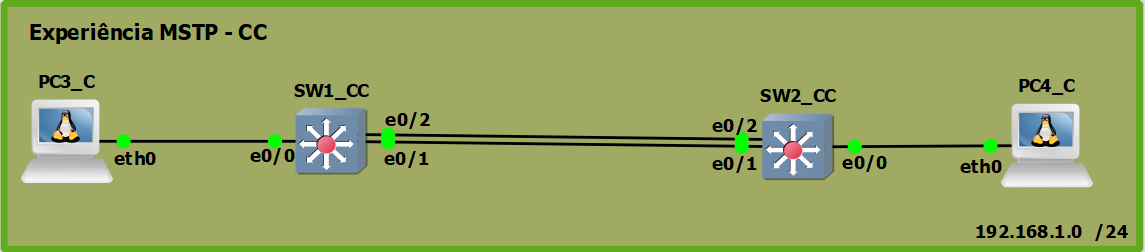 Experiência MSTP - CC
PC3_C
SW1_CC
SW2_CC
PC4_C
e0/2
e0/2
eth0
e0/0
e0/1
e0/1
e0/0
eth0
192.168.1.0 /24